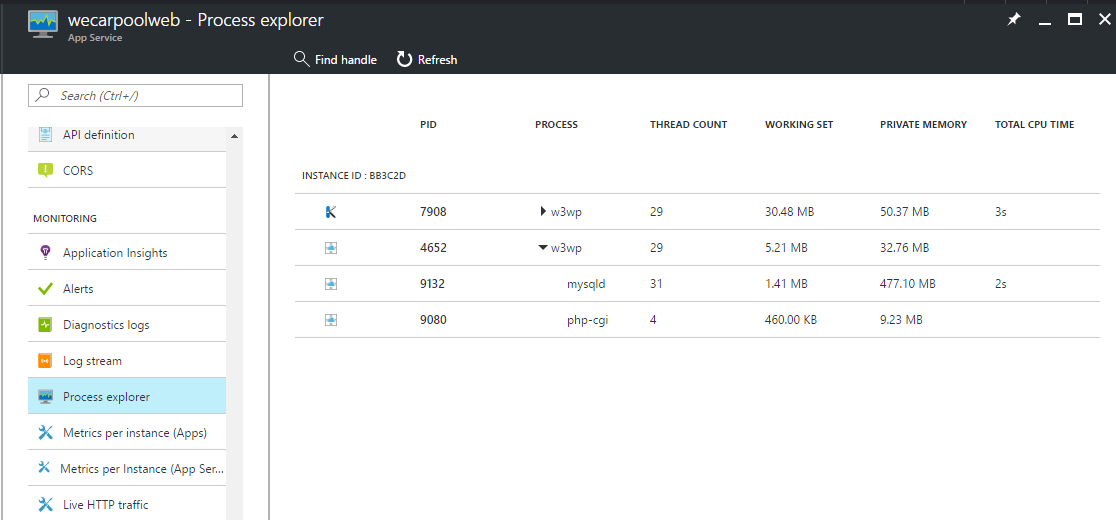 wecarpoolweb - Process explorer
App Service
Find handle Refresh
Search (Ctrl+/)
API definition
CORS
MONITORING
Application Insights
Alerts
Diagnostics logs
Log stream
Process explorer
Metrics per instance (Apps)
Metrics per Instance (App Ser...
Live HTTP traffic
PID PROCESS THREAD COUNT WORKING SET PRIVATE MEMORY TOTAL CPU TIME
INSTANCE ID : BB3C2D
7908 w3wp 29 30.48 MB 50.37 MB 3s
4652 w3wp 29 5.21 MB 32.76 MB
9132 mysqld 31 1.41 MB 477.10 MB 2s
9080 php-cgi 4 460.00 KB 9.23 MB